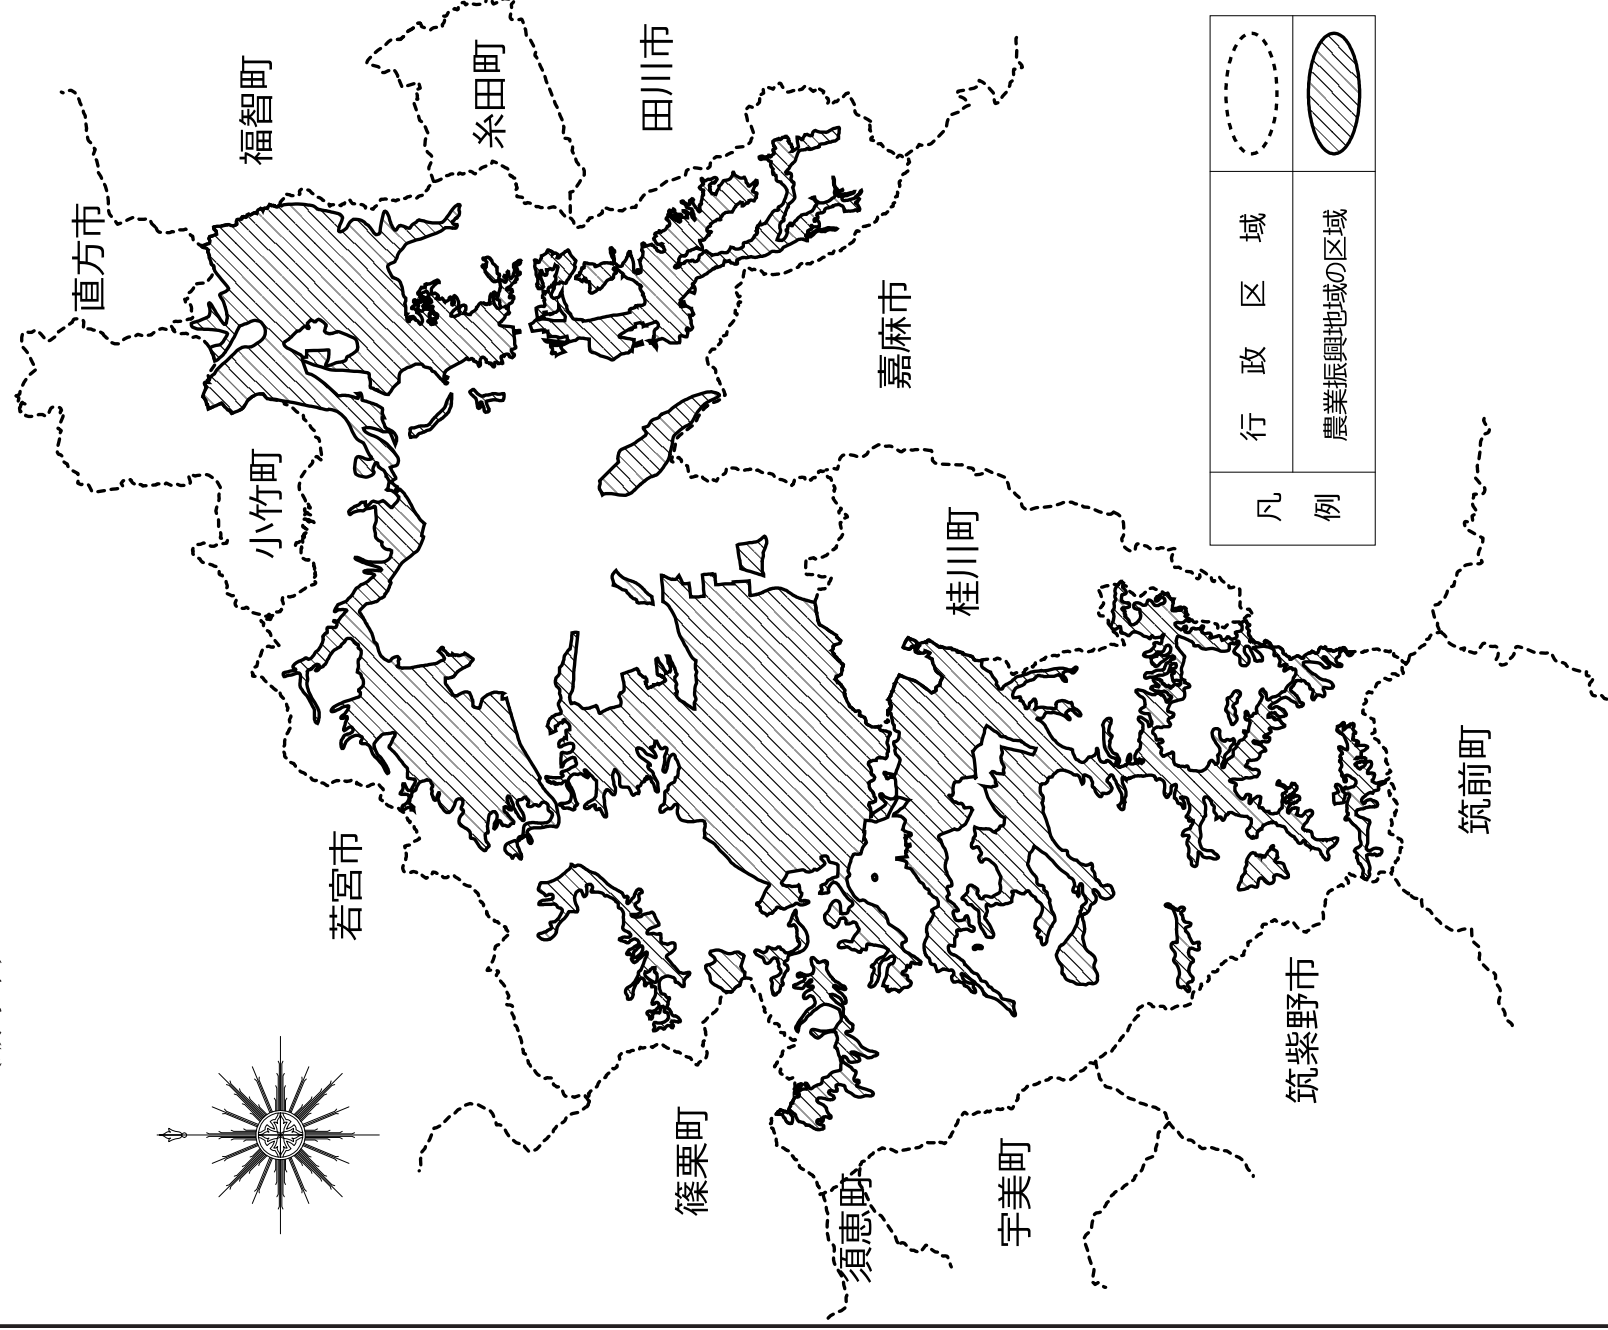 福智町
糸田町
田川市
直方市
嘉麻市
小竹町
桂川町
若宮市
筑前町
筑紫野市
篠栗町
須恵町
宇美町
凡例
行政区域
農業振興地域の区域